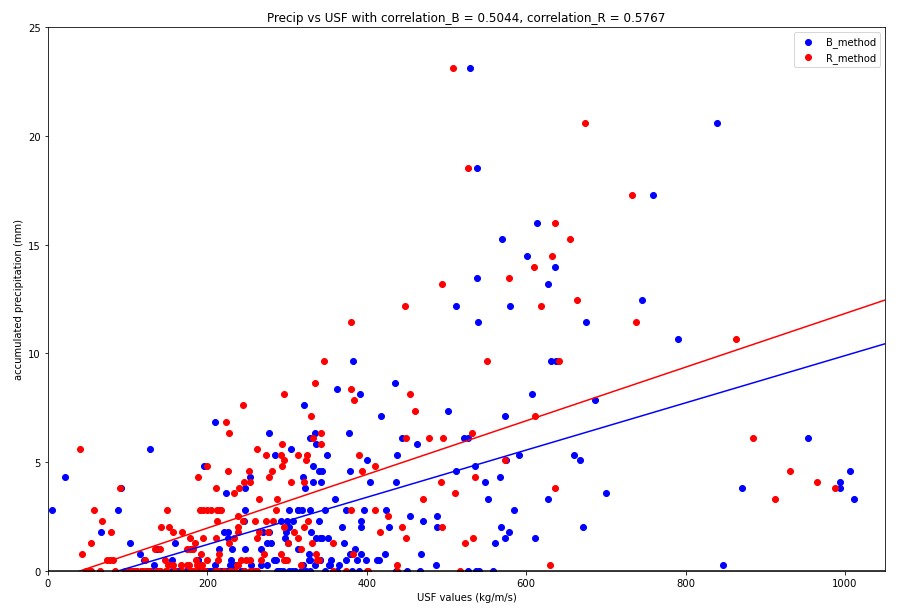 Precip vs USF with correlation_B = 0.5044, correlation_R = 0.5767
25
20
15
10
5
0
accumulated precipitation (mm)
B_method
R_method
0 200 400 600 800 1000
USF values (kg/m/s)